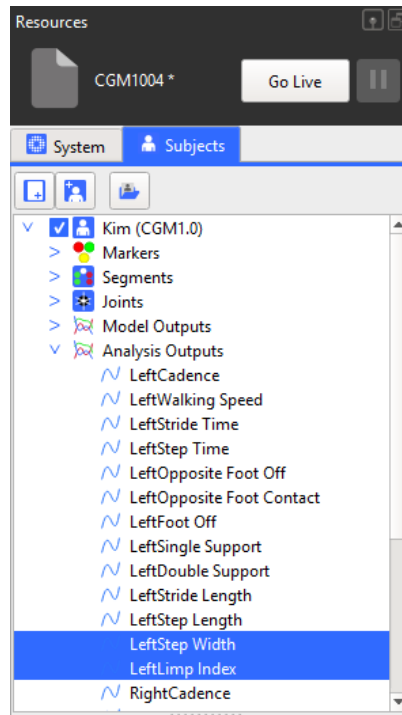 Resources
CGM1004 *
Go Live
System
Subjects
Kim (CGM1.0)
Markers
Segments
Joints
Model Outputs
Analysis Outputs
LeftCadence
LeftWalking Speed
LeftStride Time
LeftStep Time
LeftOpposite Foot Off
LeftOpposite Foot Contact
LeftFoot Off
LeftSingle Support
LeftDouble Support
LeftStride Length
LeftStep Length
LeftStep Width
LeftLimp Index
RightCadence